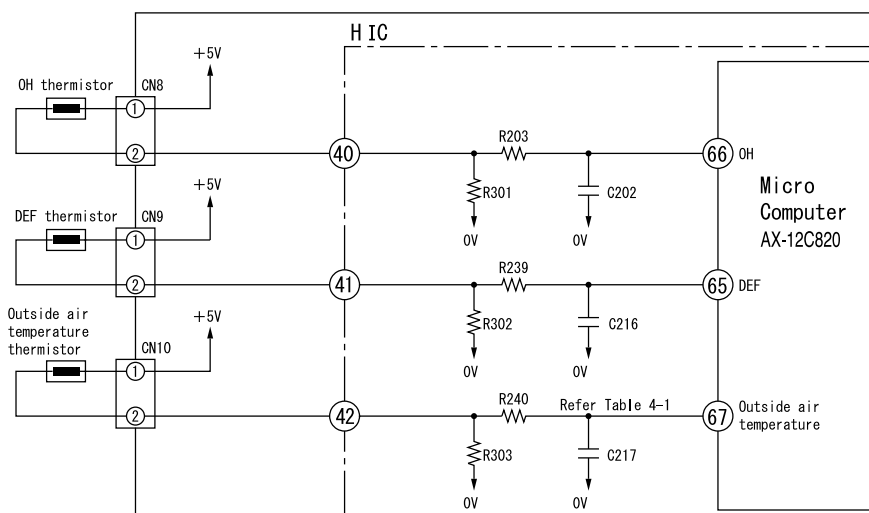 HIC
+5V
OH thermistor
CN8
1
2
40
R203
R301
0V
C202
0V
66
OH
Micro
Computer
AX-12C820
+5V
DEF thermistor
CN9
1
2
41
R239
R302
0V
C216
0V
65
DEF
Outside air
temperature
thermistor
+5V
CN10
1
2
42
R240
Refer Table 4-1
R303
0V
C217
0V
67
Outside air
temperature